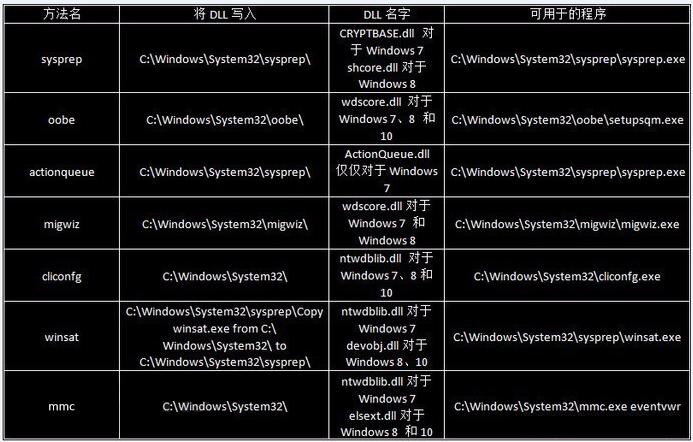 方法名 将 DLL 写入 DLL 名字 可用于的程序
sysprep
C:\Windows\System32\sysprep\
CRYPTBASE.dll 对
于 Windows 7
shcore.dll 对于
Windows 8
C:\Windows\System32\sysprep\sysprep.exe
oobe
C:\Windows\System32\oobe\
wdscore.dll 对于
Windows 7、8 和
10
C:\Windows\System32\oobe\setupsqm.exe
actionqueue
C:\Windows\System32\sysprep\
ActionQueue.dll
仅仅对于 Windows
7
C:\Windows\System32\sysprep\sysprep.exe
migwiz
C:\Windows\System32\migwiz\
wdscore.dll 对于
Windows 7 和
Windows 8
C:\Windows\System32\migwiz\migwiz.exe
cliconfg
C:\Windows\System32\
ntwdblib.dll 对于
Windows 7、8 和
10
C:\Windows\System32\cliconfg.exe
winsat
C:\Windows\System32\sysprep\Copy
winsat.exe from C:\
Windows\System32\ to
C:\Windows\System32\sysprep\
ntwdblib.dll 对于
Windows 7
devobj.dll 对于
Windows 8、10
C:\Windows\System32\sysprep\winsat.exe
mmc
C:\Windows\System32\
ntwdblib.dll 对于
Windows 7
elsext.dll 对于
Windows 8 和 10
C:\Windows\System32\mmc.exe eventvwr